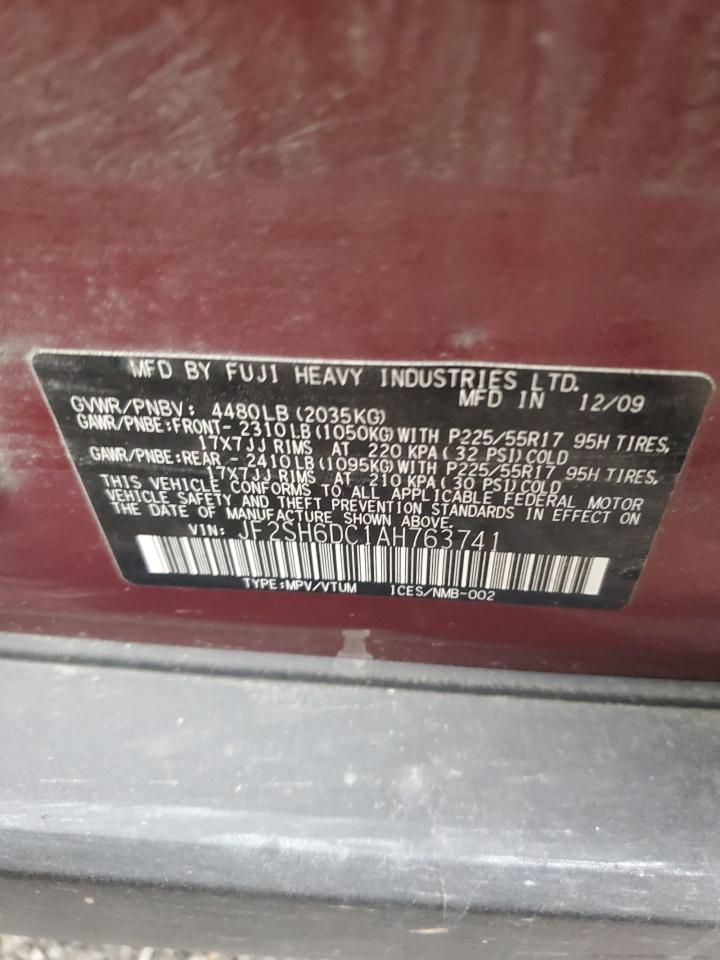 MFD BY FUJI HEAVY INDUSTRIES LTD.
MFD IN 12/09
GVWR/PNBV: 4480LB(2035KG)
GAWR/PNBE:FRONT-2310LB(1050KG)WITH P225/55R17 95H TIRES,
17X7JJ RIMS AT 220 KPA(32 PSI)COLD
GAWR/PNBE:REAR -2410LB(1095KG)WITH P225/55R17 95H TIRES,
17X7JJ RIMS AT 210 KPA(30 PSI)COLD
THIS VEHICLE CONFORMS TO ALL APPLICABLE FEDERAL MOTOR
VEHICLE SAFETY AND THEFT PREVENTION STANDARDS IN EFFECT ON
THE DATE OF MANUFACTURE SHOWN ABOVE.
VIN: JF2SH6DC1AH763741
TYPE:MPV/VTUM ICES/NMB-002